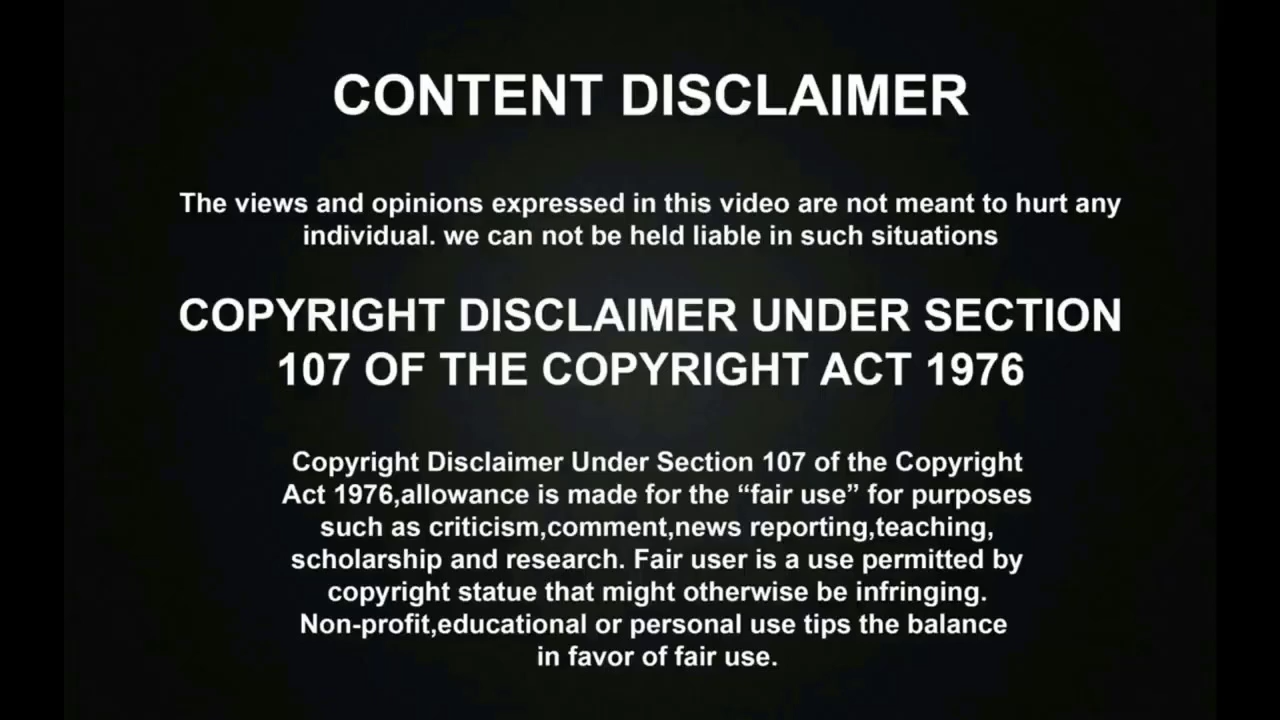 CONTENT DISCLAIMER
The views and opinions expressed in this video are not meant to hurt any
individual. we can not be held liable in such situations
COPYRIGHT DISCLAIMER UNDER SECTION
107 OF THE COPYRIGHT ACT 1976
Copyright Disclaimer Under Section 107 of the Copyright
Act 1976,allowance is made for the “fair use” for purposes
such as criticism,comment,news reporting,teaching,
scholarship and research. Fair user is a use permitted by
copyright statue that might otherwise be infringing.
Non-profit,educational or personal use tips the balance
in favor of fair use.